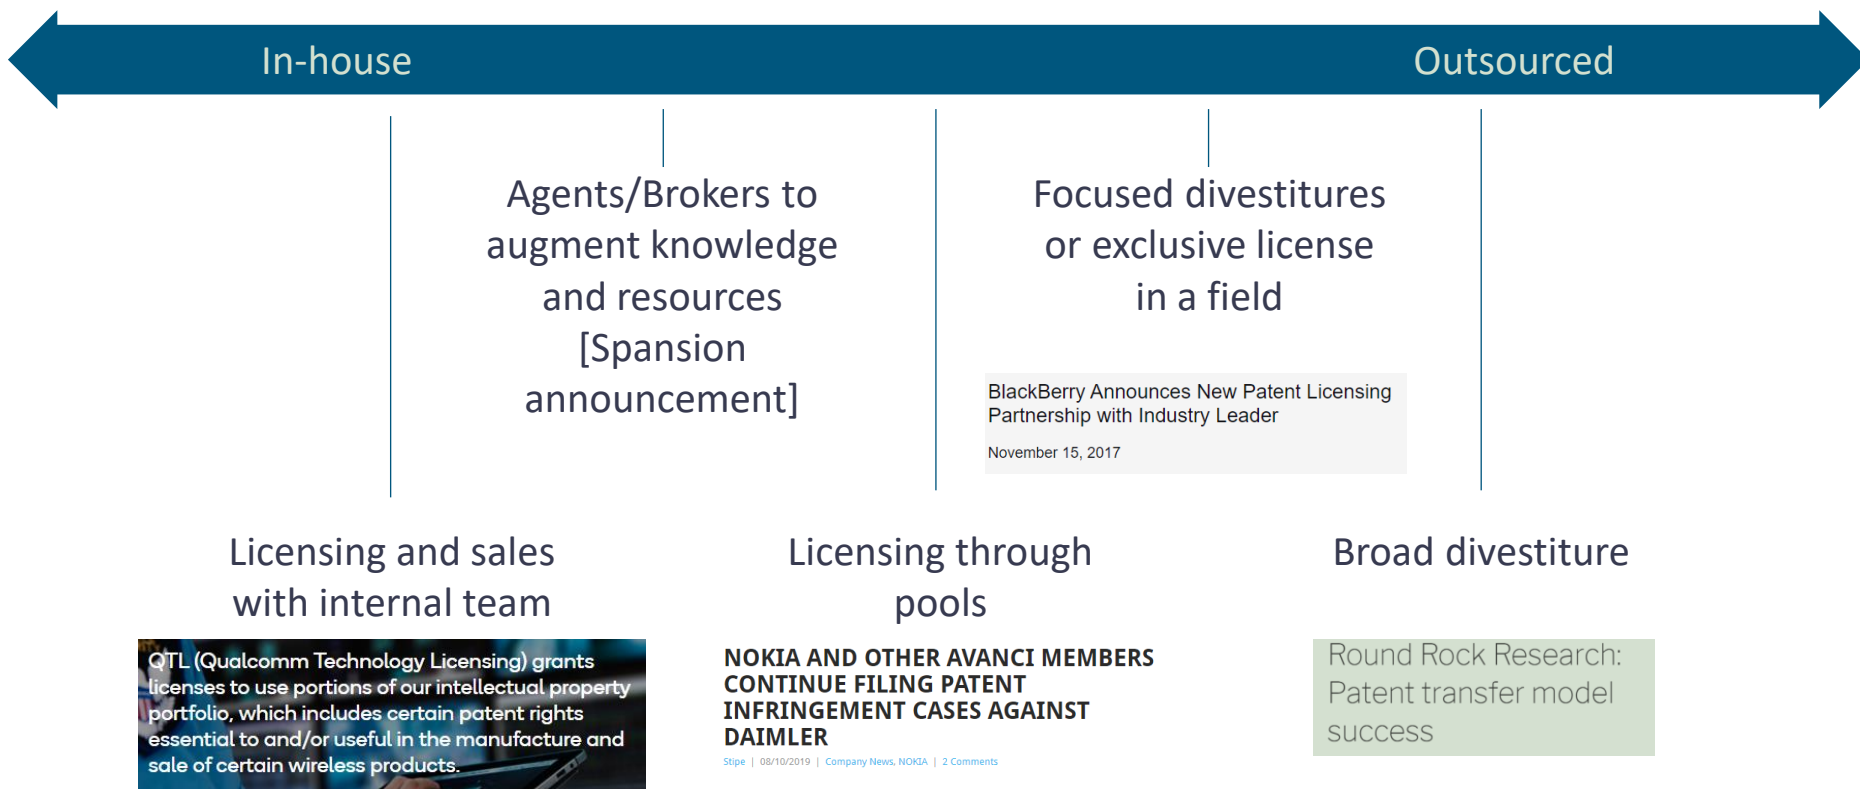 In-house
Outsourced
Agents/Brokers to
augment knowledge
and resources
[Spansion
announcement]
Focused divestitures
or exclusive license
in a field
BlackBerry Announces New Patent Licensing
Partnership with Industry Leader
November 15, 2017
Licensing and sales
with internal team
QTL (Qualcomm Technology Licensing) grants
licenses to use portions of our intellectual property
portfolio, which includes certain patent rights
essential to and/or useful in the manufacture and
sale of certain wireless products.
Licensing through
pools
NOKIA AND OTHER AVANCI MEMBERS
CONTINUE FILING PATENT
INFRINGEMENT CASES AGAINST
DAIMLER
Stipe | 08/10/2019 | Company News, NOKIA | 2 Comments
Broad divestiture
Round Rock Research:
Patent transfer model
success